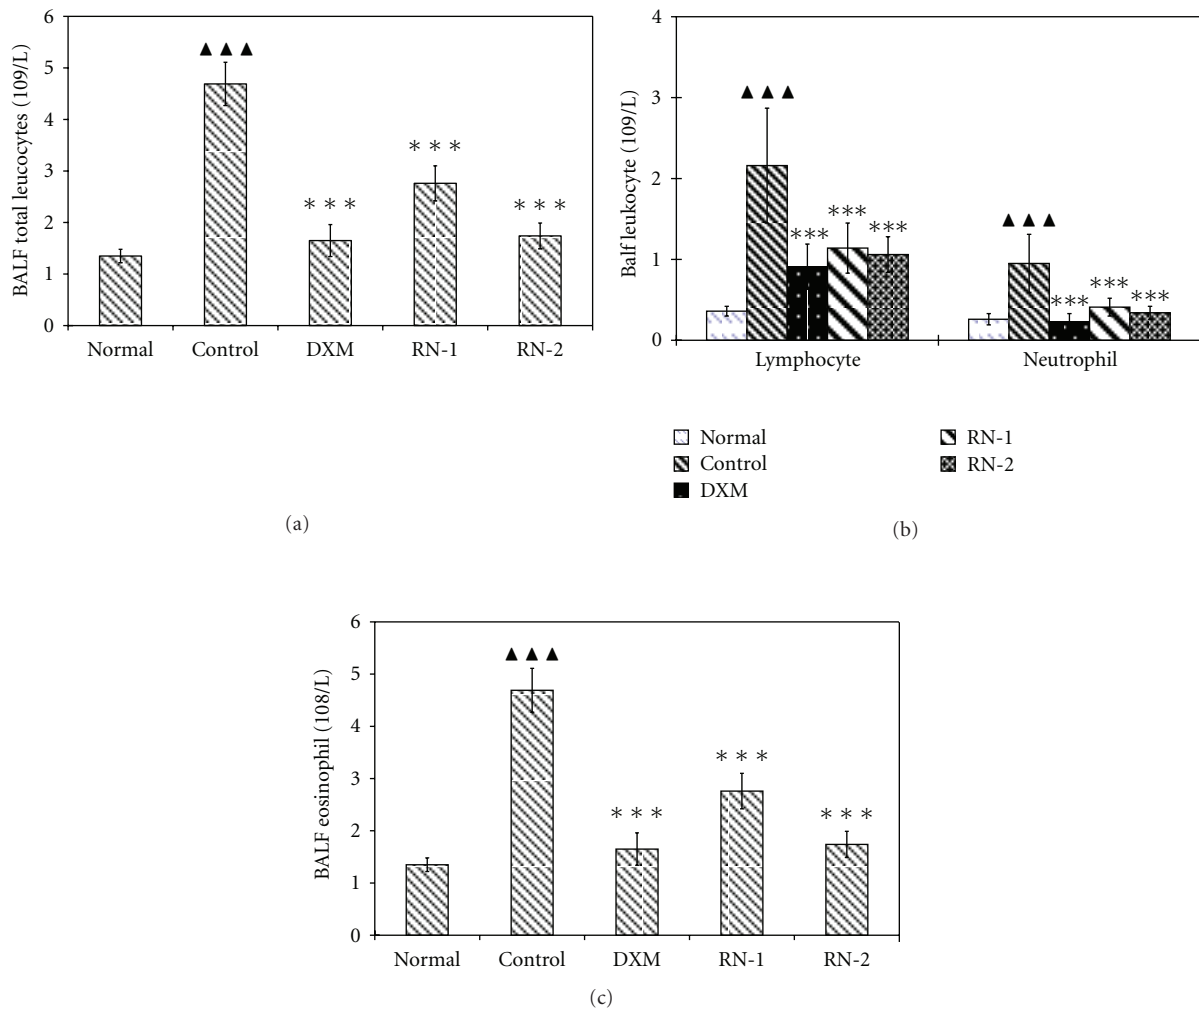 6
5
4
3
2
1
0
BALF total leucocytes (109/L)
▲ ▲ ▲
∗ ∗ ∗
∗ ∗ ∗
∗ ∗ ∗
Normal Control DXM RN-1 RN-2
(a)
4
3
2
1
0
Balf leukocyte (109/L)
▲ ▲ ▲
∗∗∗
∗∗∗
∗∗∗
▲ ▲ ▲
∗∗∗
∗∗∗
∗∗∗
Lymphocyte Neutrophil
Normal
Control
DXM
RN-1
RN-2
(b)
6
5
4
3
2
1
0
BALF eosinophil (108/L)
▲ ▲ ▲
∗ ∗ ∗
∗ ∗ ∗
∗ ∗ ∗
Normal Control DXM RN-1 RN-2
(c)